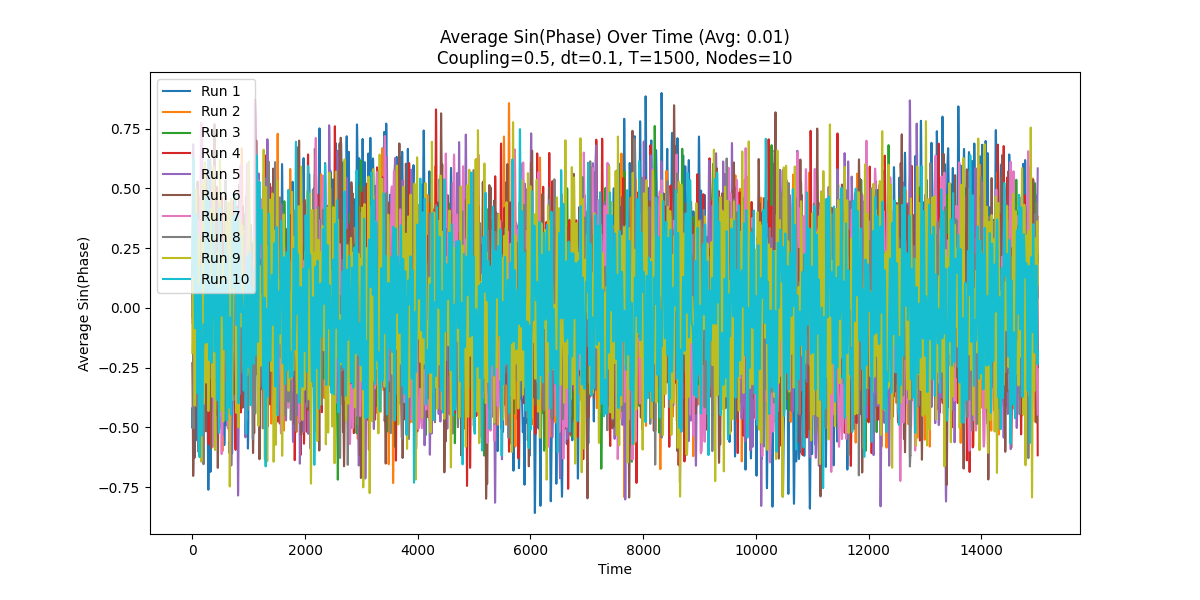 Average Sin(Phase) Over Time (Avg: 0.01)
Coupling=0.5, dt=0.1, T=1500, Nodes=10
Run 1
Run 2
Run 3
Run 4
Run 5
Run 6
Run 7
Run 8
Run 9
Run 10
Average Sin(Phase)
0.75
0.50
0.25
0.00
−0.25
−0.50
−0.75
0
2000
4000
6000
8000
10000
12000
14000
Time